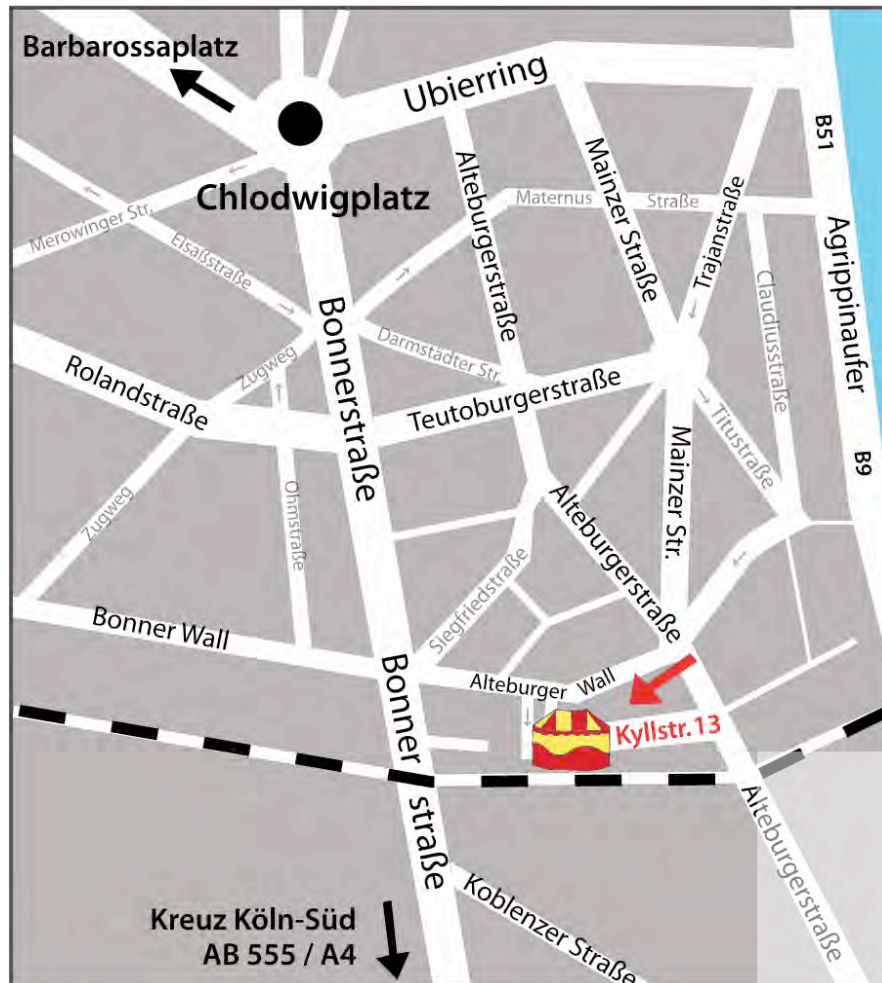 Barbarossaplatz
Ubierring
B51
Chlodwigplatz
Merowinger Str.
Elsaßstraße
Alteburgerstraße
Mainzer Straße
Maternus Straße
Trajanstraße
Agrippinaufer
Claudiusstraße
Bonnerstraße
Zugweg
Darmstädter Str.
Rolandstraße
Teutoburgerstraße
Titustraße
Mainzer Str.
B9
Zugweg
Ohmstraße
Alteburgerstraße
Siegfriedstraße
Bonner Wall
Alteburger Wall
Kyllstr. 13
Bonner straße
Alteburgerstraße
Koblenzer Straße
Kreuz Köln-Süd
AB 555 / A4